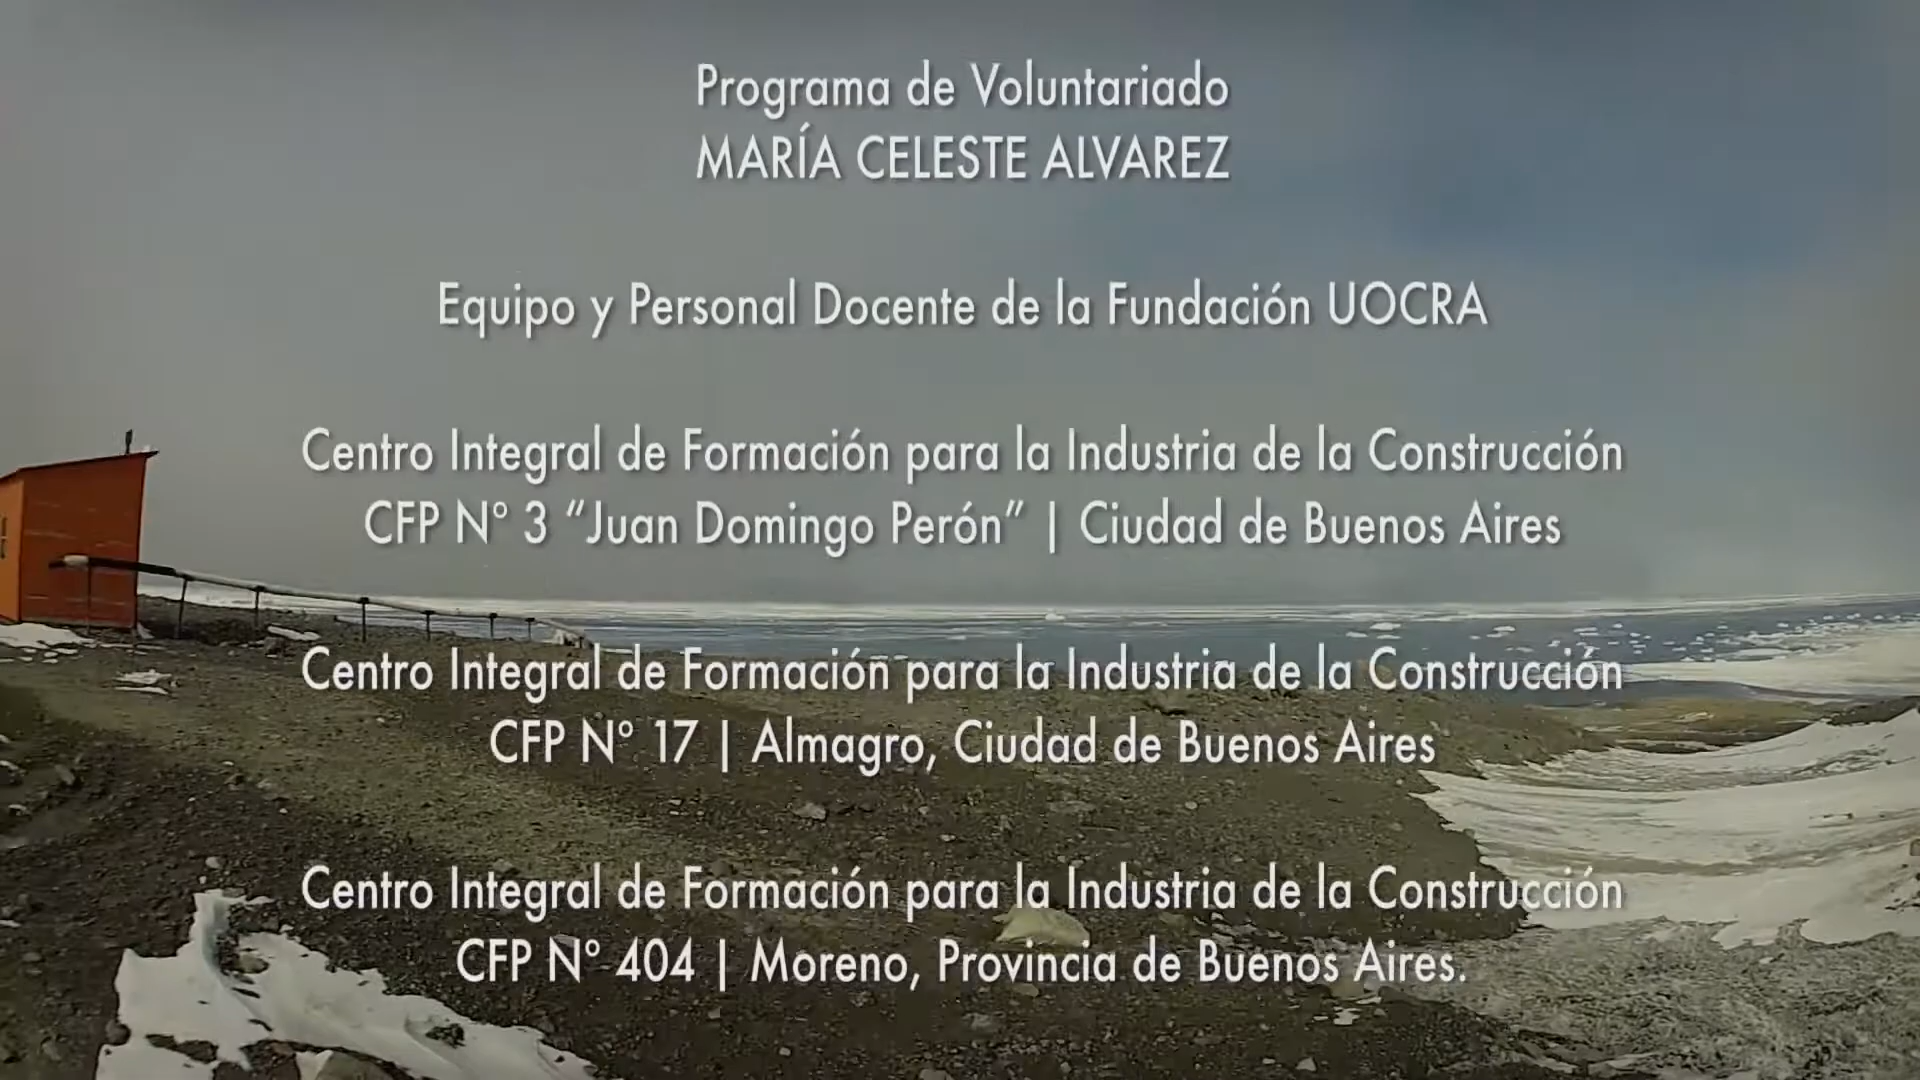 Programa de Voluntariado
MARÍA CELESTE ALVAREZ
Equipo y Personal Docente de la Fundación UOCRA
Centro Integral de Formación para la Industria de la Construcción
CFP Nº 3 “Juan Domingo Perón” | Ciudad de Buenos Aires
Centro Integral de Formación para la Industria de la Construcción
CFP Nº 17 | Almagro, Ciudad de Buenos Aires
Centro Integral de Formación para la Industria de la Construcción
CFP Nº 404 | Moreno, Provincia de Buenos Aires.